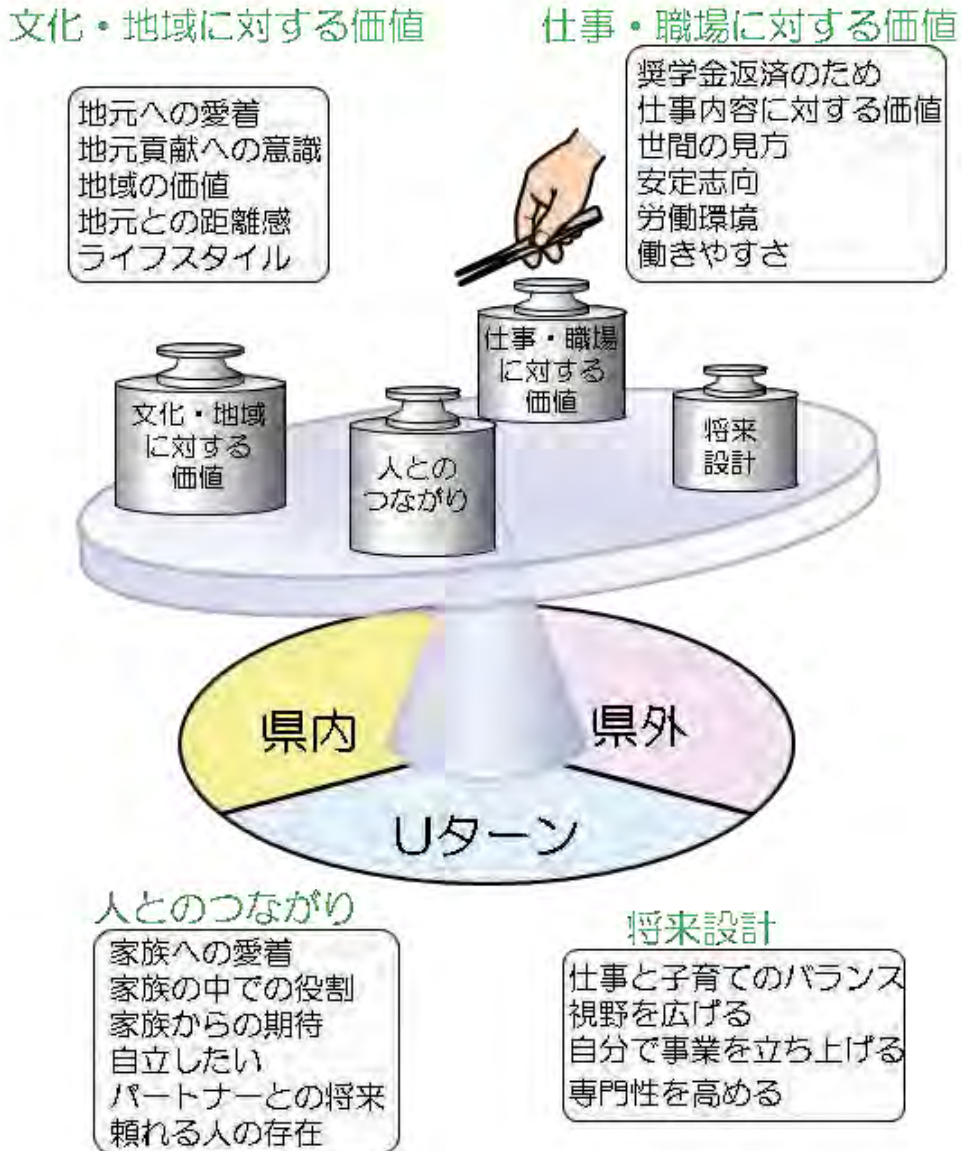 文化・地域に対する価値
仕事・職場に対する価値
地元への愛着
地元貢献への意識
地域の価値
地元との距離感
ライフスタイル
奨学金返済のため
仕事内容に対する価値
世間の見方
安定志向
労働環境
働きやすさ
文化・地域
に対する
価値
人との
つながり
仕事・職場
に対する
価値
将来
設計
県内
県外
Uターン
人とのつながり
家族への愛着
家族の中での役割
家族からの期待
自立したい
パートナーとの将来
頼れる人の存在
将来設計
仕事と子育てのバランス
視野を広げる
自分で事業を立ち上げる
専門性を高める